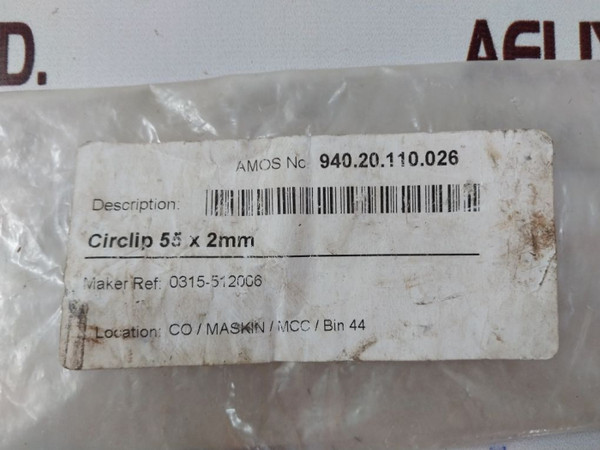 D.
AMOS No. 940.20.110.026
Description:
Circlip 55 x 2mm
Maker Ref: 0315-512006
Location: CO / MASKIN / MCC / Bin 44